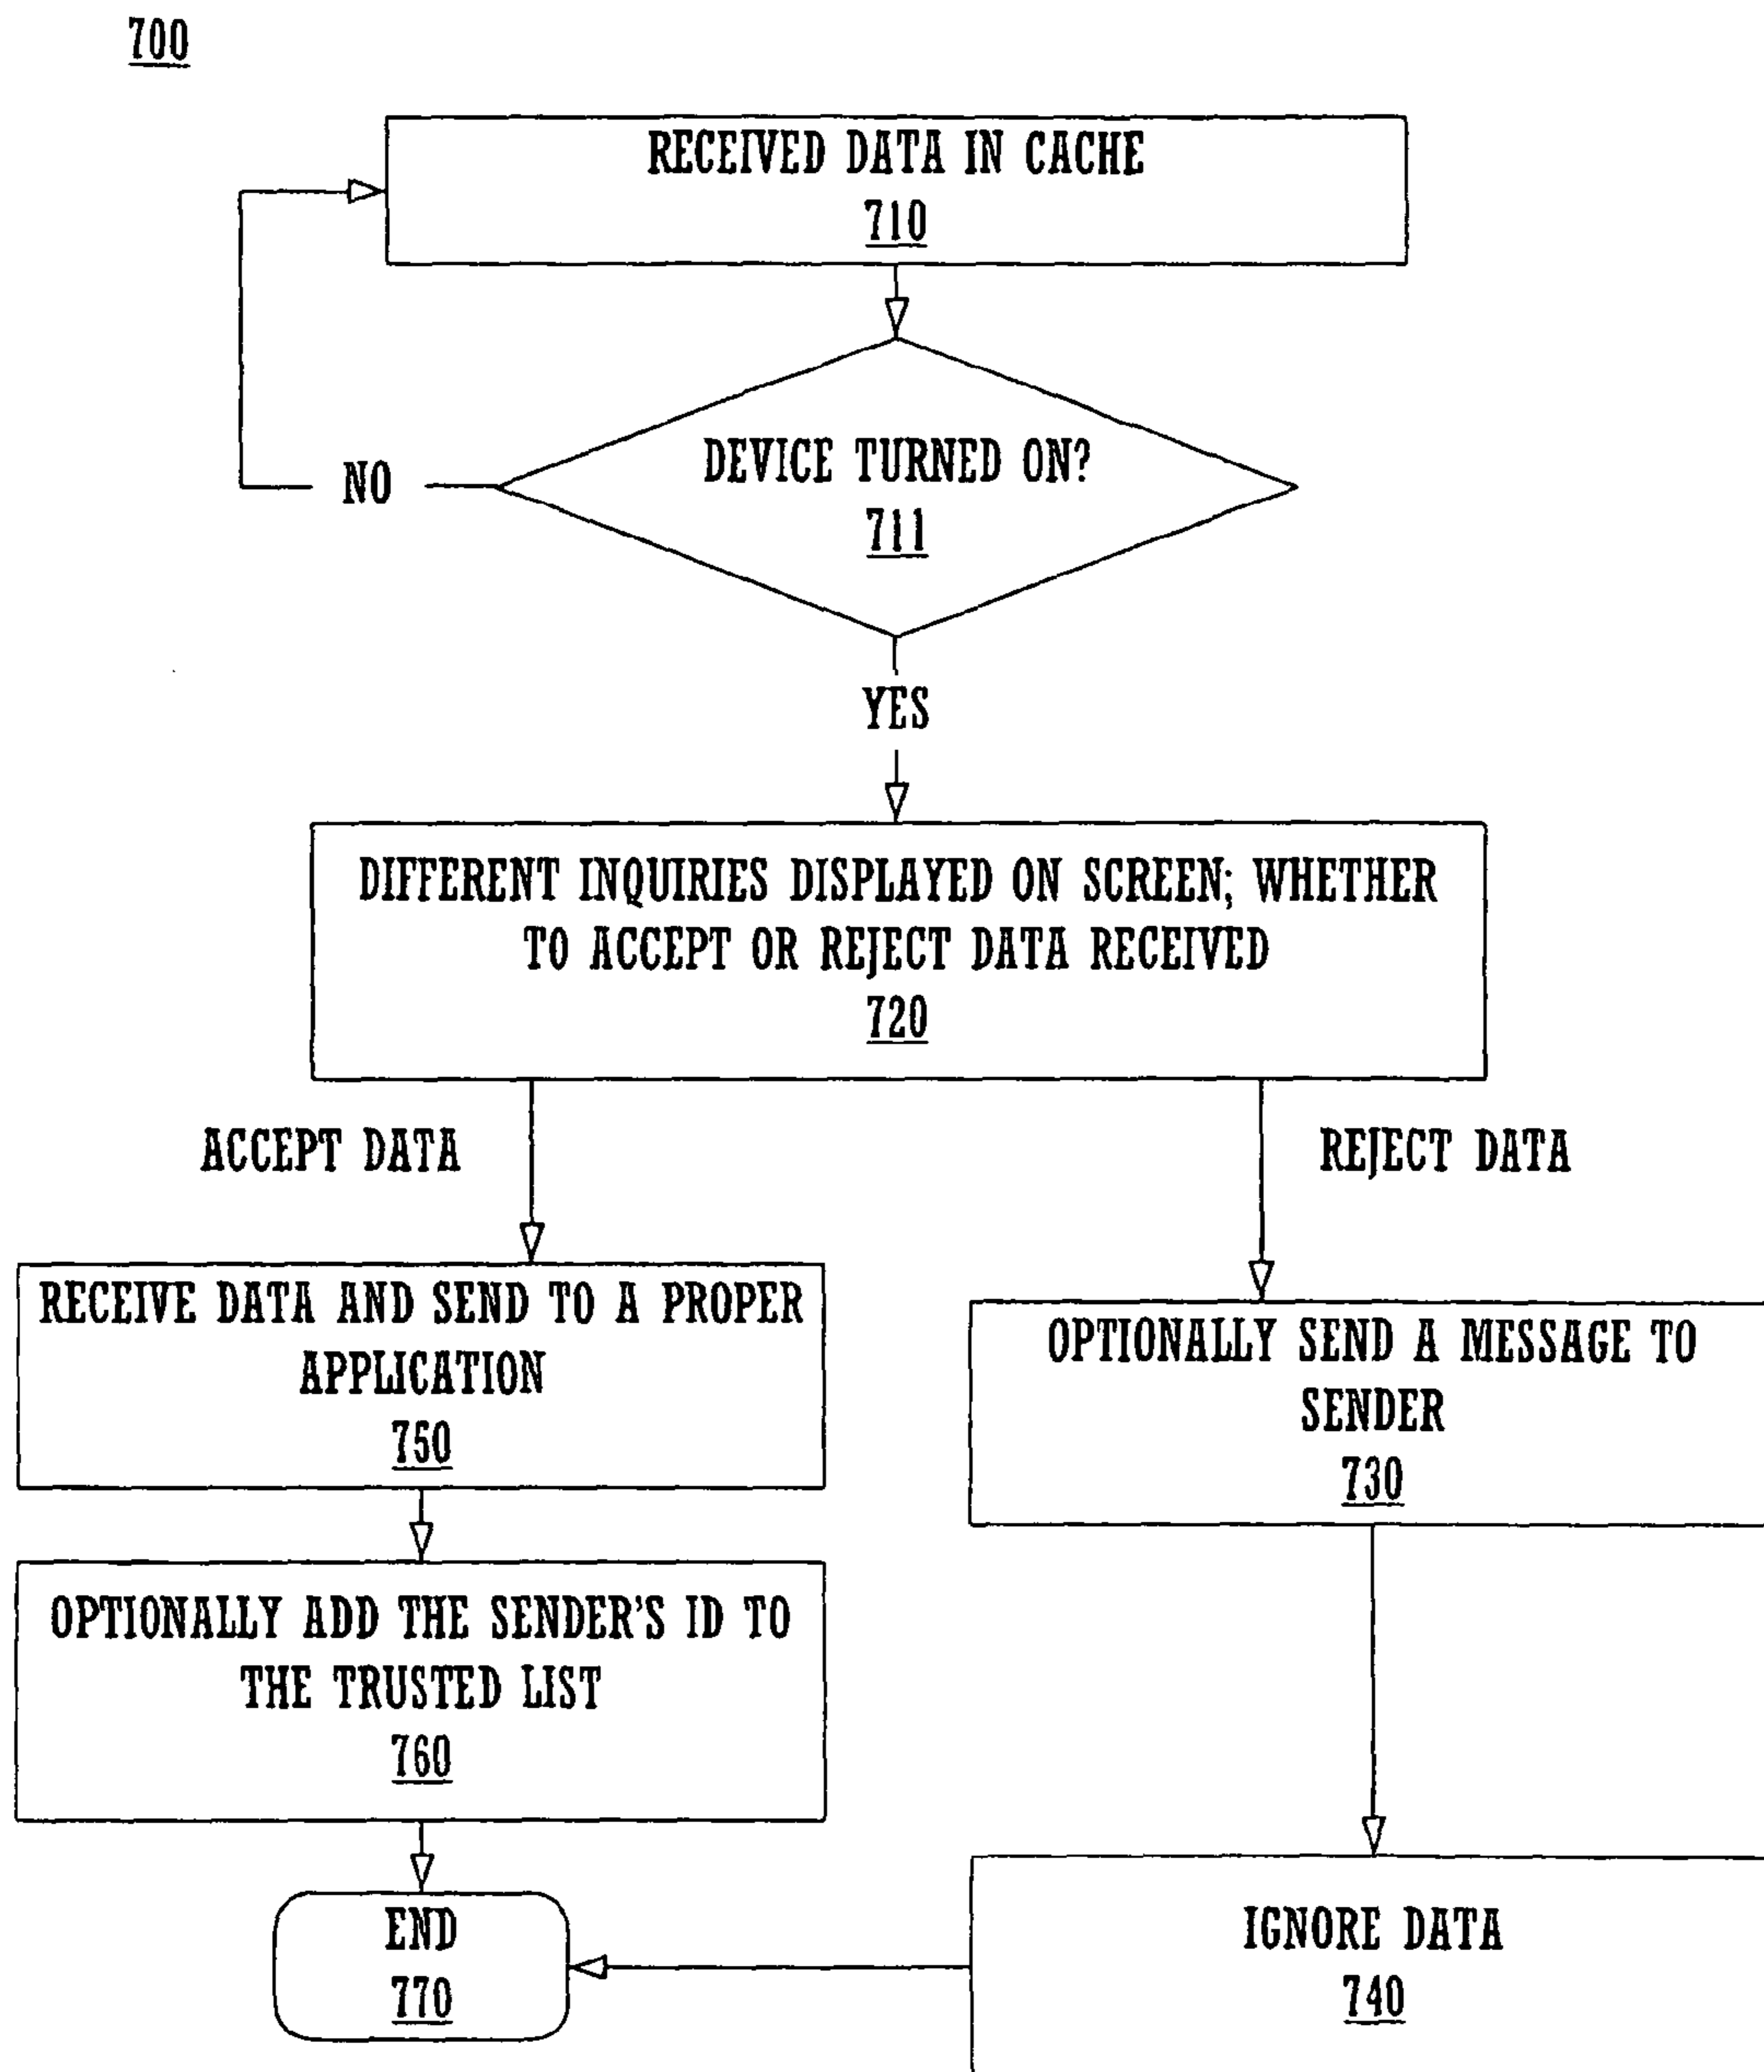 700
RECEIVED DATA IN CACHE
710
DEVICE TURNED ON?
711
NO
YES
DIFFERENT INQUIRIES DISPLAYED ON SCREEN; WHETHER
TO ACCEPT OR REJECT DATA RECEIVED
720
ACCEPT DATA
REJECT DATA
RECEIVE DATA AND SEND TO A PROPER
APPLICATION
750
OPTIONALLY SEND A MESSAGE TO
SENDER
730
OPTIONALLY ADD THE SENDER'S ID TO
THE TRUSTED LIST
760
END
770
IGNORE DATA
740